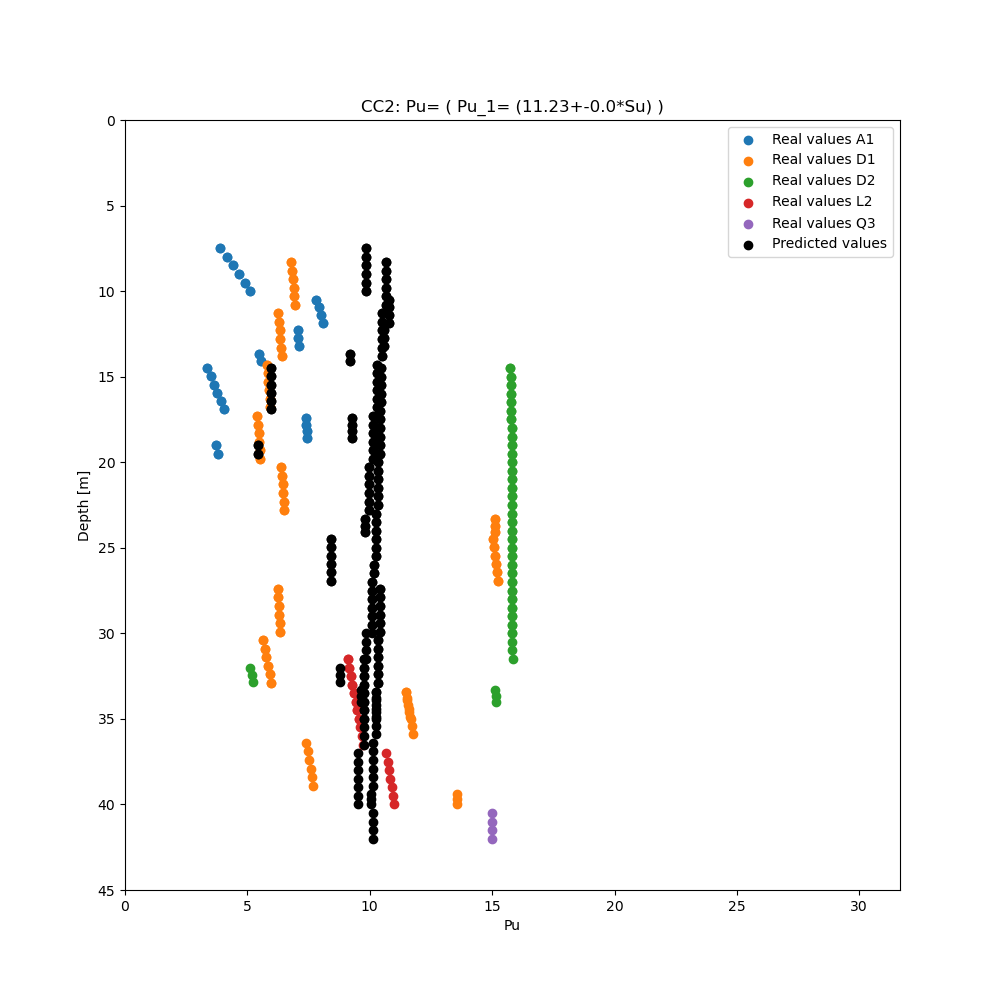 CC2: Pu= ( Pu_1= (11.23+-0.0*Su) )
0
5
10
15
20
25
30
35
40
45
Depth [m]
Real values A1
Real values D1
Real values D2
Real values L2
Real values Q3
Predicted values
0 5 10 15 20 25 30
Pu